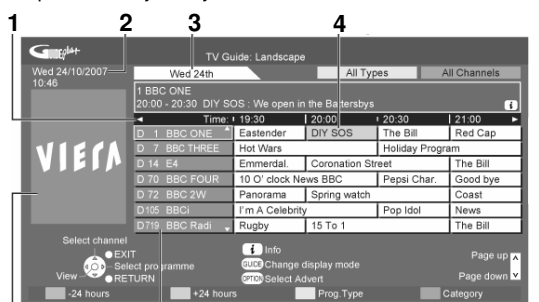 1 2 3 4
GUIDE Plus+ TV Guide: Landscape
Wed 24/10/2007
10:46
Wed 24th All Types All Channels
1 BBC ONE
20:00 - 20:30 DIY SOS : We open in the Battersbys i
Time: 19:30 20:00 20:30 21:00
D 1 BBC ONE Eastender DIY SOS The Bill Red Cap
D 7 BBC THREE Hot Wars Holiday Program
D 14 E4 Emmerdal. Coronation Street The Bill
D 70 BBC FOUR 10 O' clock News BBC Pepsi Char. Good bye
D 72 BBC 2W Panorama Spring watch Coast
D105 BBCi I'm A Celebrity Pop Idol News
D719 BBC Radi Rugby 15 To 1 The Bill
VIERA
Select channel
EXIT
Select programme
View
RETURN
i Info
GUIDE Change display mode
OPTION Select Advert
Page up
Page down
-24 hours +24 hours Prog.Type Category